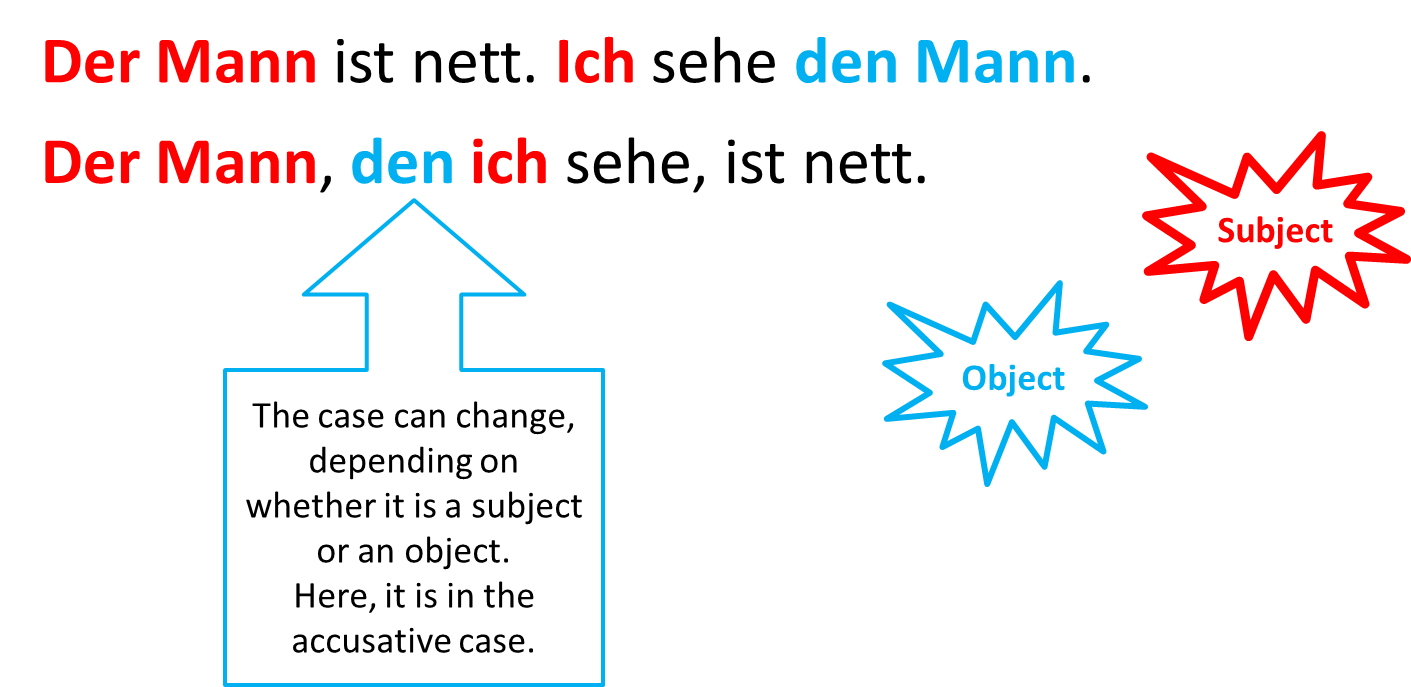 Der Mann ist nett. Ich sehe den Mann.
Der Mann, den ich sehe, ist nett.
Subject
Object
The case can change,
depending on
whether it is a subject
or an object.
Here, it is in the
accusative case.